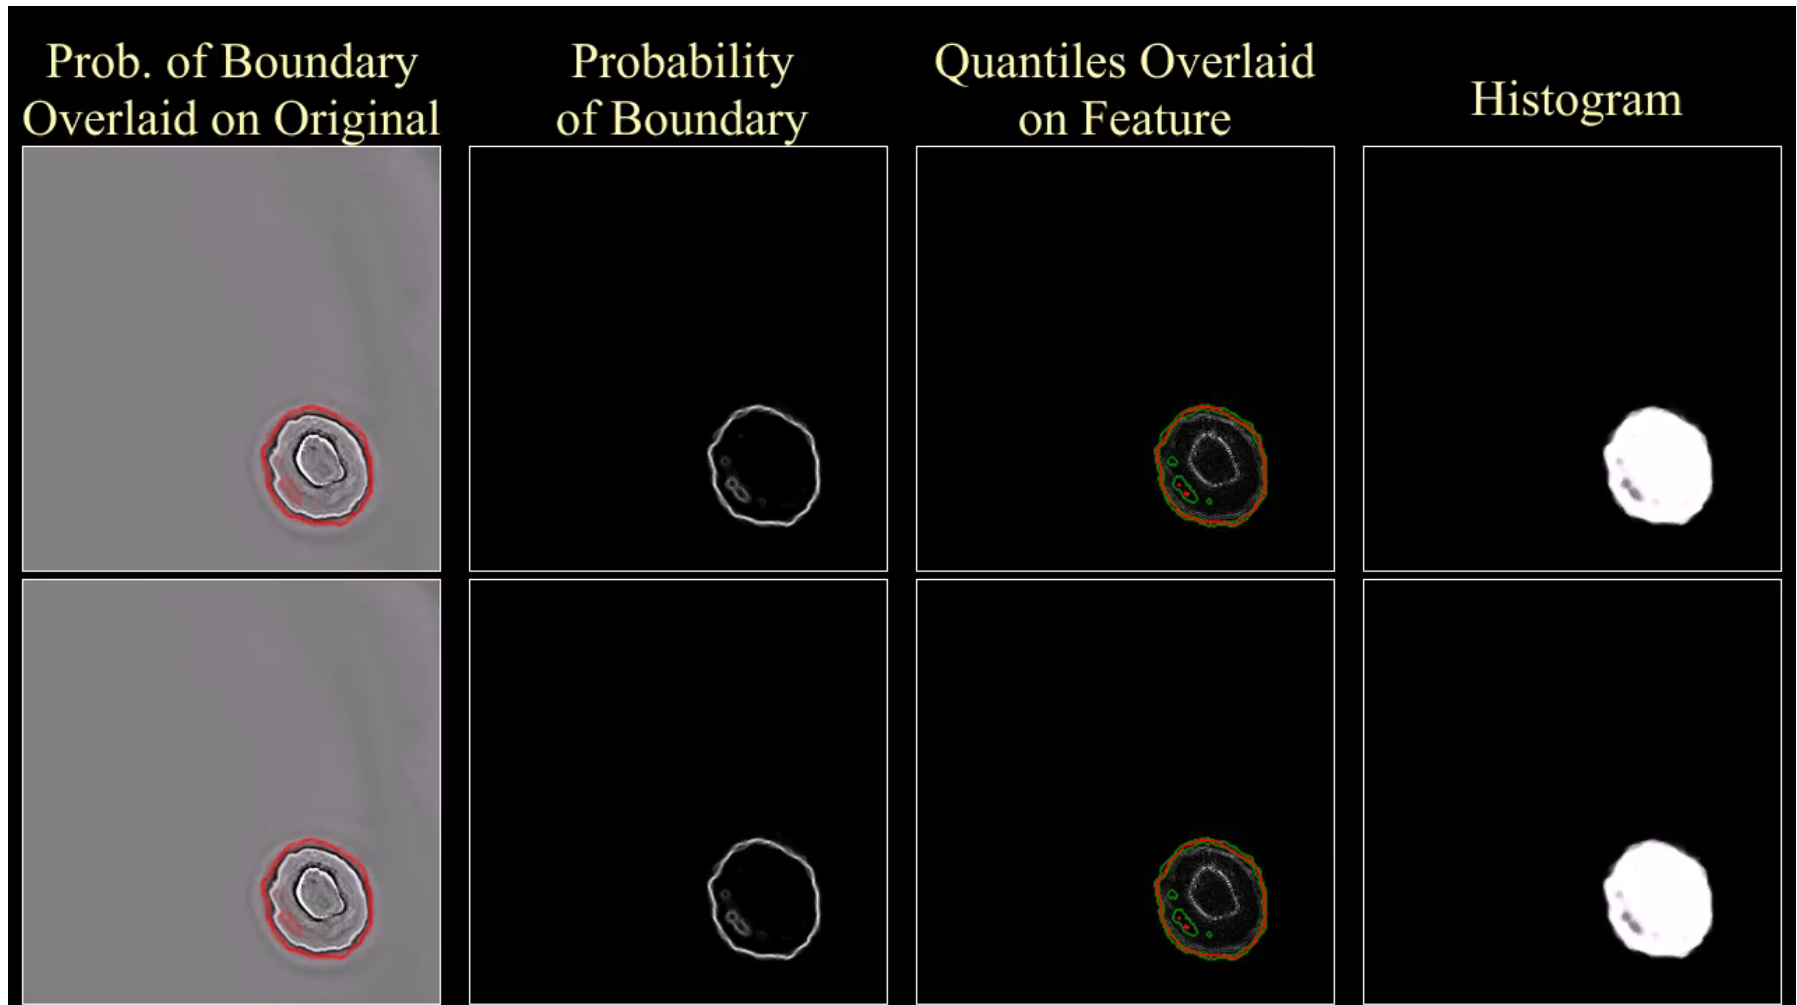 Prob. of Boundary
Overlaid on Original
Probability
of Boundary
Quantiles Overlaid
on Feature
Histogram